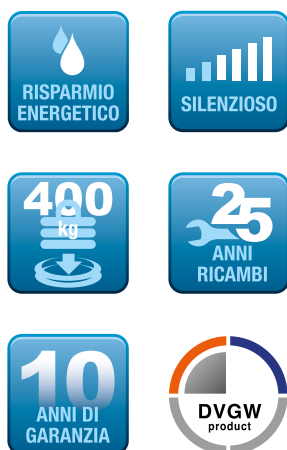 RISPARMIO
ENERGETICO
SILENZIOSO
400
kg
25
ANNI
RICAMBI
10
ANNI DI
GARANZIA
DVGW
product